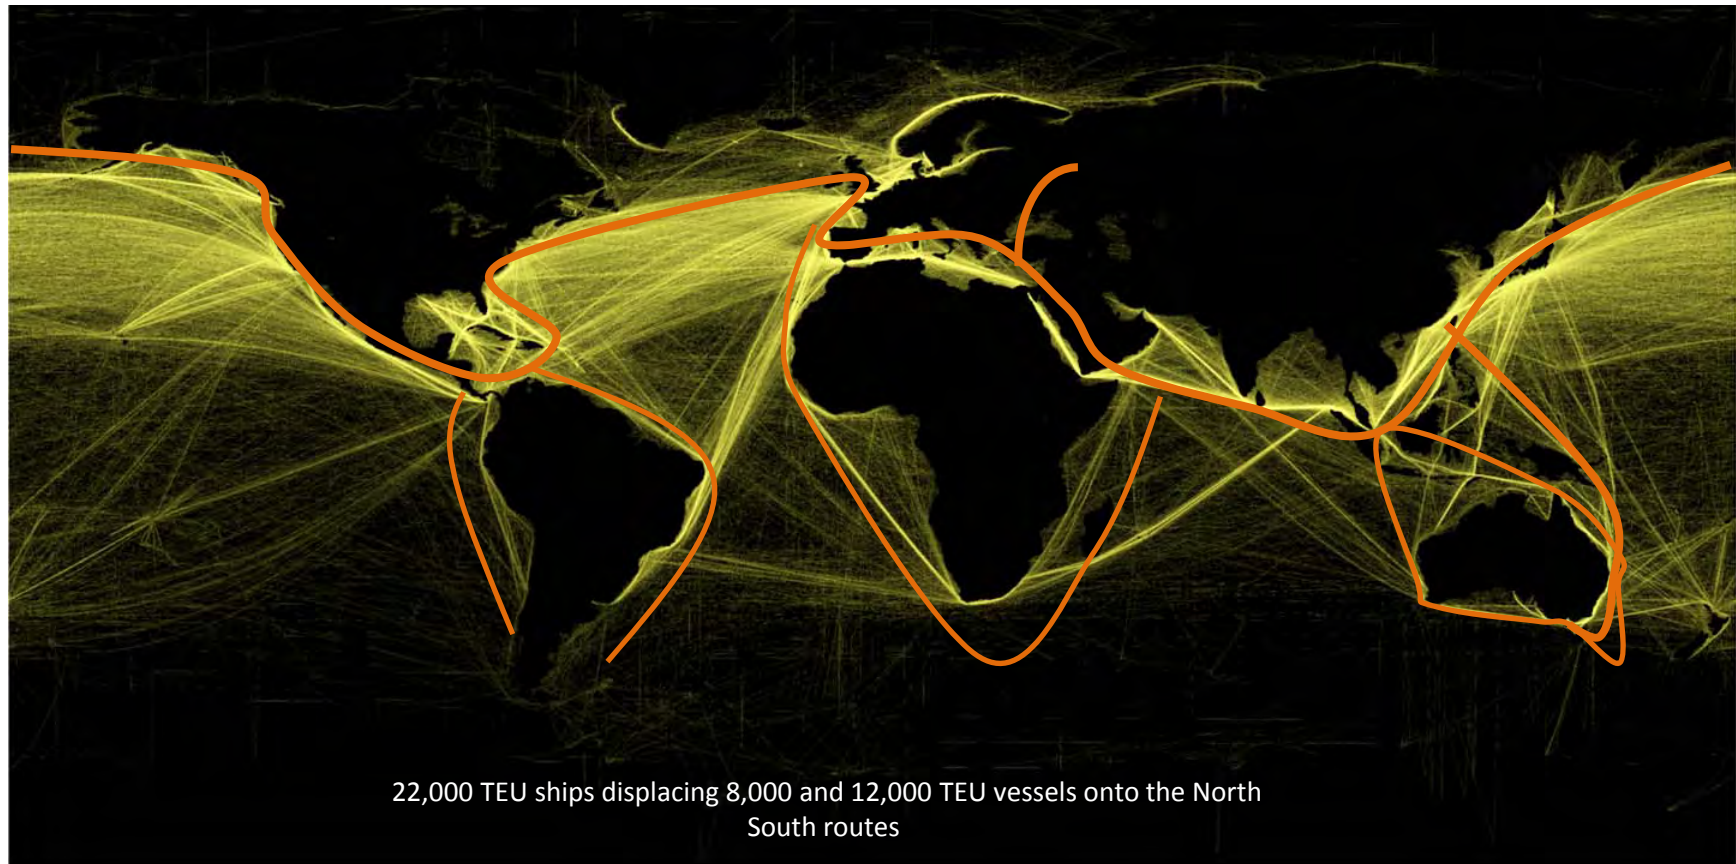 22,000 TEU ships displacing 8,000 and 12,000 TEU vessels onto the North
South routes